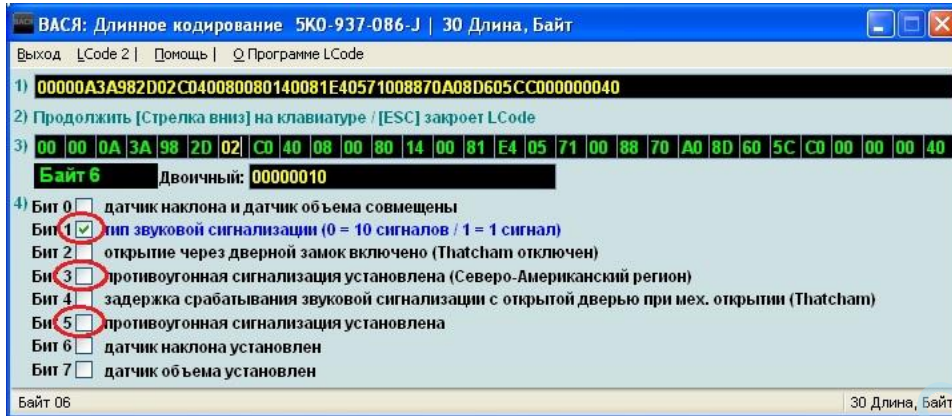 ВАСЯ: Длинное кодирование 5K0-937-086-J | 30 Длина, Байт
Выход LCode 2 | Помощь | О Программе LCode
1) 00000A3A982D02C040080080140081E40571008870A08D605CC000000040
2) Продолжить [Стрелка вниз] на клавиатуре / [ESC] закроет LCode
3) 00 00 0A 3A 98 2D 02 C0 40 08 00 80 14 00 81 E4 05 71 00 88 70 A0 8D 60 5C C0 00 00 00 40
Байт 6 Двоичный: 00000010
4) Бит 0 датчик наклона и датчик объема совмещены
Бит 1 тип звуковой сигнализации (0 = 10 сигналов / 1 = 1 сигнал)
Бит 2 открытие через дверной замок включено (Thatcham отключен)
Бит 3 противоугонная сигнализация установлена (Северо-Американский регион)
Бит 4 задержка срабатывания звуковой сигнализации с открытой дверью при мех. открытии (Thatcham)
Бит 5 противоугонная сигнализация установлена
Бит 6 датчик наклона установлен
Бит 7 датчик объема установлен
Байт 06 30 Длина, Байт